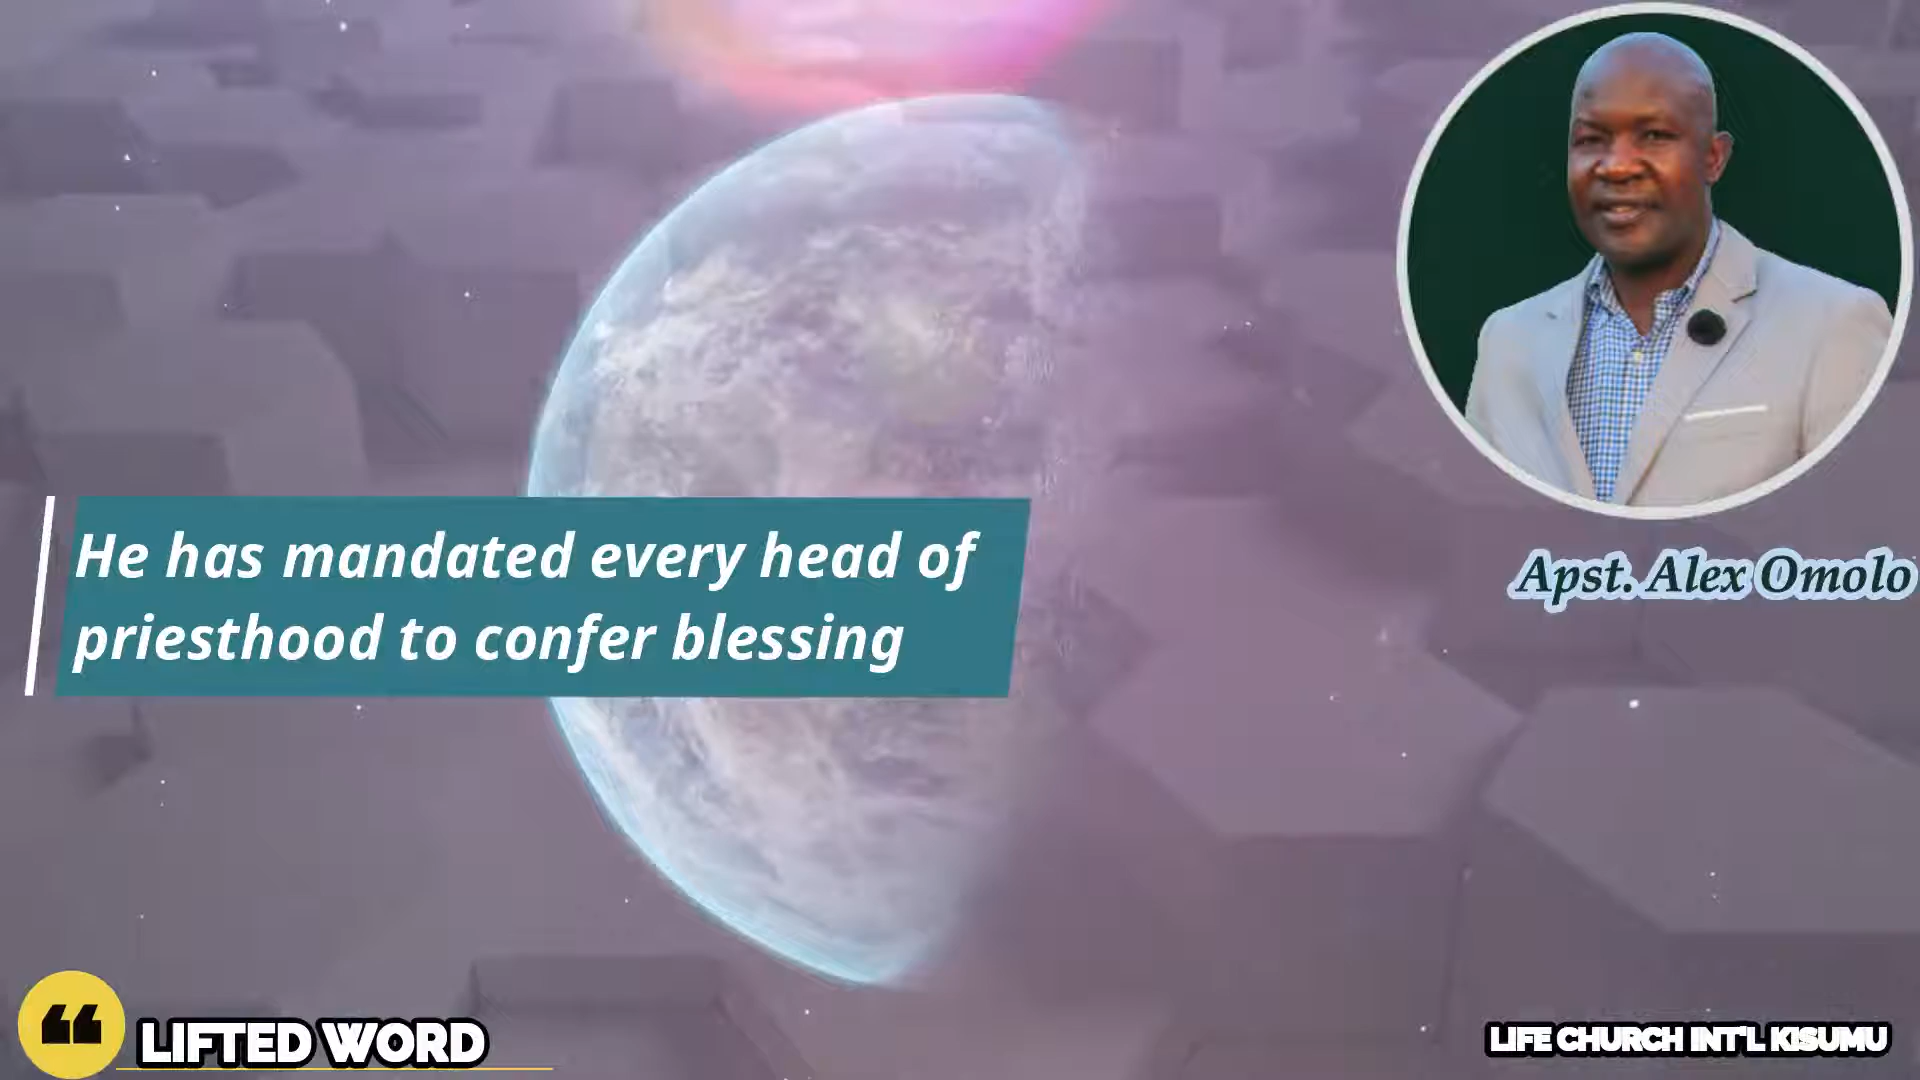 He has mandated every head of
priesthood to confer blessing
Apst. Alex Omolo
LIFTED WORD
LIFE CHURCH INT'L KISUMU